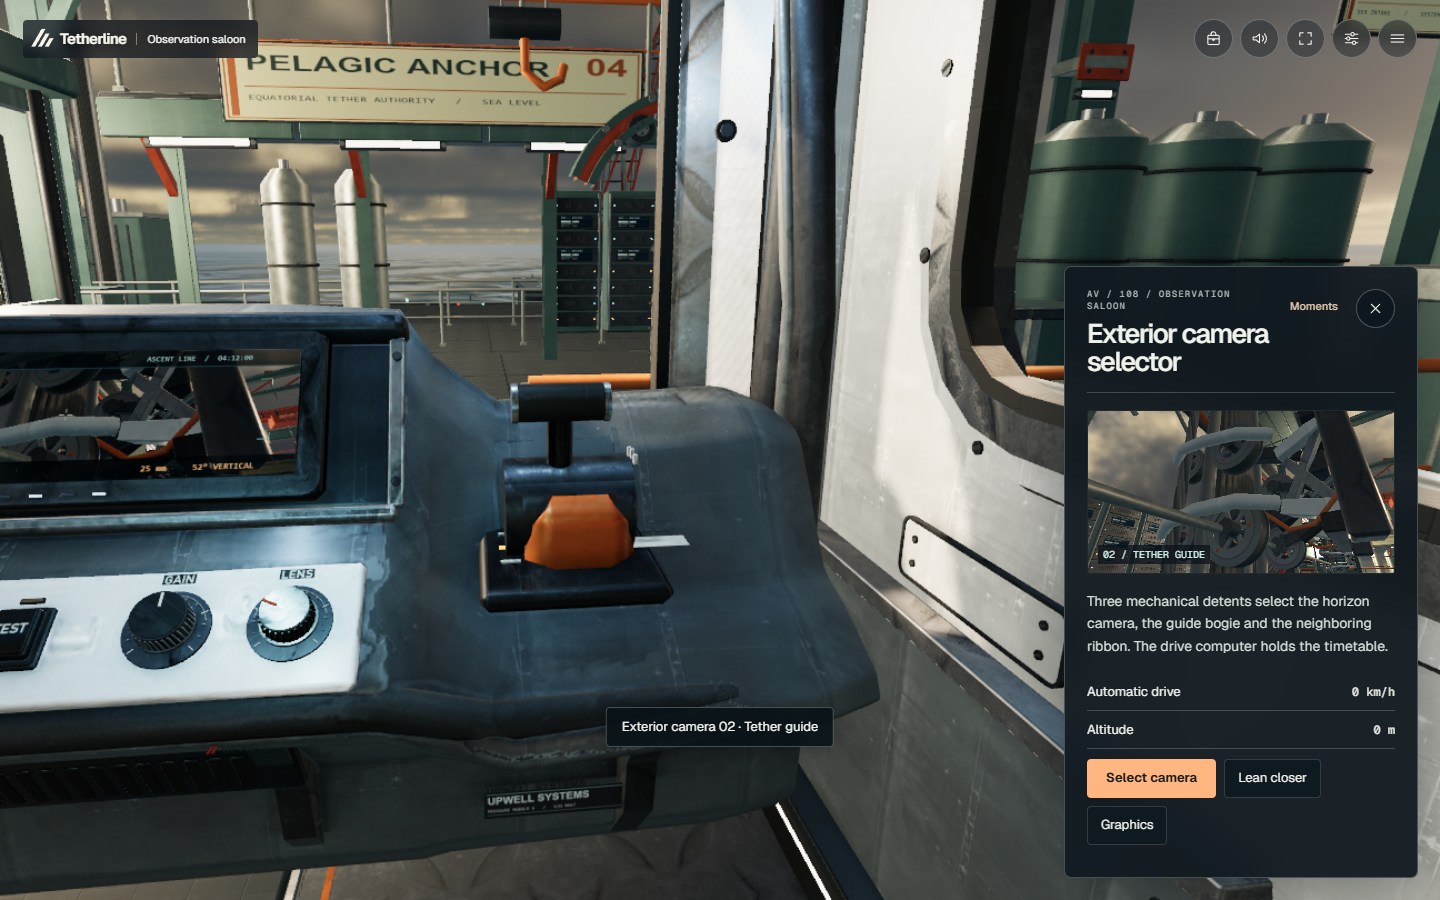 Tetherline
Observation saloon
PELAGIC ANCHOR 04
EQUATORIAL TETHER AUTHORITY / SEA LEVEL
ASCENT LINE / 04:12:00
25
52° VERTICAL
GAIN
LENS
UPWELL SYSTEMS
Exterior camera 02 · Tether guide
AV / 108 / OBSERVATION
SALOON
Moments
Exterior camera
selector
02 / TETHER GUIDE
Three mechanical detents select the horizon
camera, the guide bogie and the neighboring
ribbon. The drive computer holds the timetable.
Automatic drive 0 km/h
Altitude 0 m
Select camera
Lean closer
Graphics